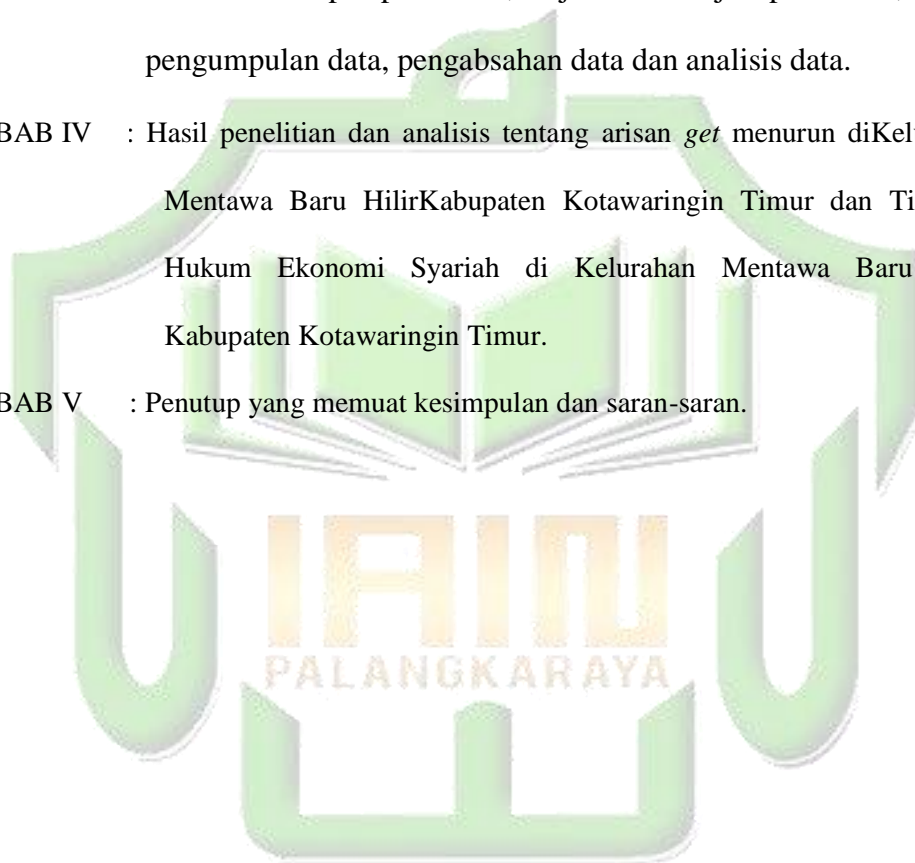 pengumpulan data, pengabsahan data dan analisis data.
BAB IV : Hasil penelitian dan analisis tentang arisan get menurun
Mentawa Baru HilirKabupaten Kotawaringin Timur dan
Hukum Ekonomi Syariah di Kelurahan Mentawa Baru
Kabupaten Kotawaringin Timur.
BAB V : Penutup yang memuat kesimpulan dan saran-saran.
IAIN
PALANGKARAYA